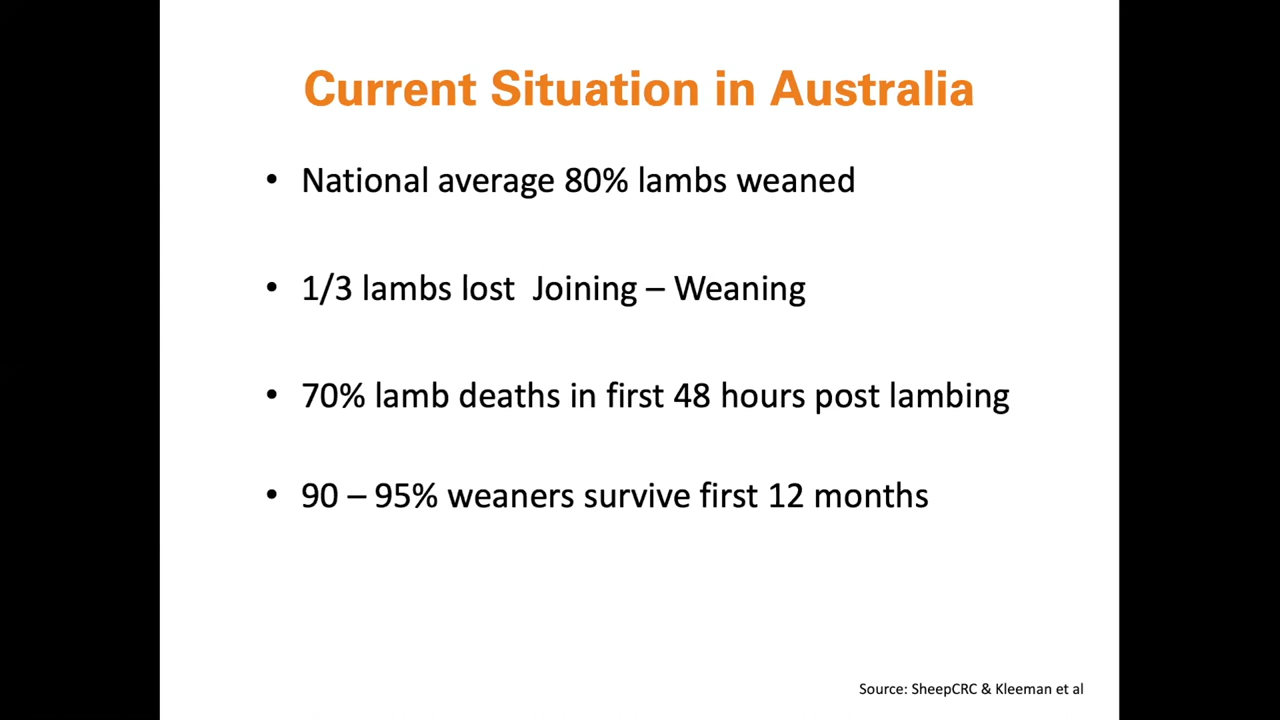 Current Situation in Australia
• National average 80% lambs weaned
• 1/3 lambs lost  Joining – Weaning
• 70% lamb deaths in first 48 hours post lambing
• 90 – 95% weaners survive first 12 months
Source: SheepCRC & Kleeman et al